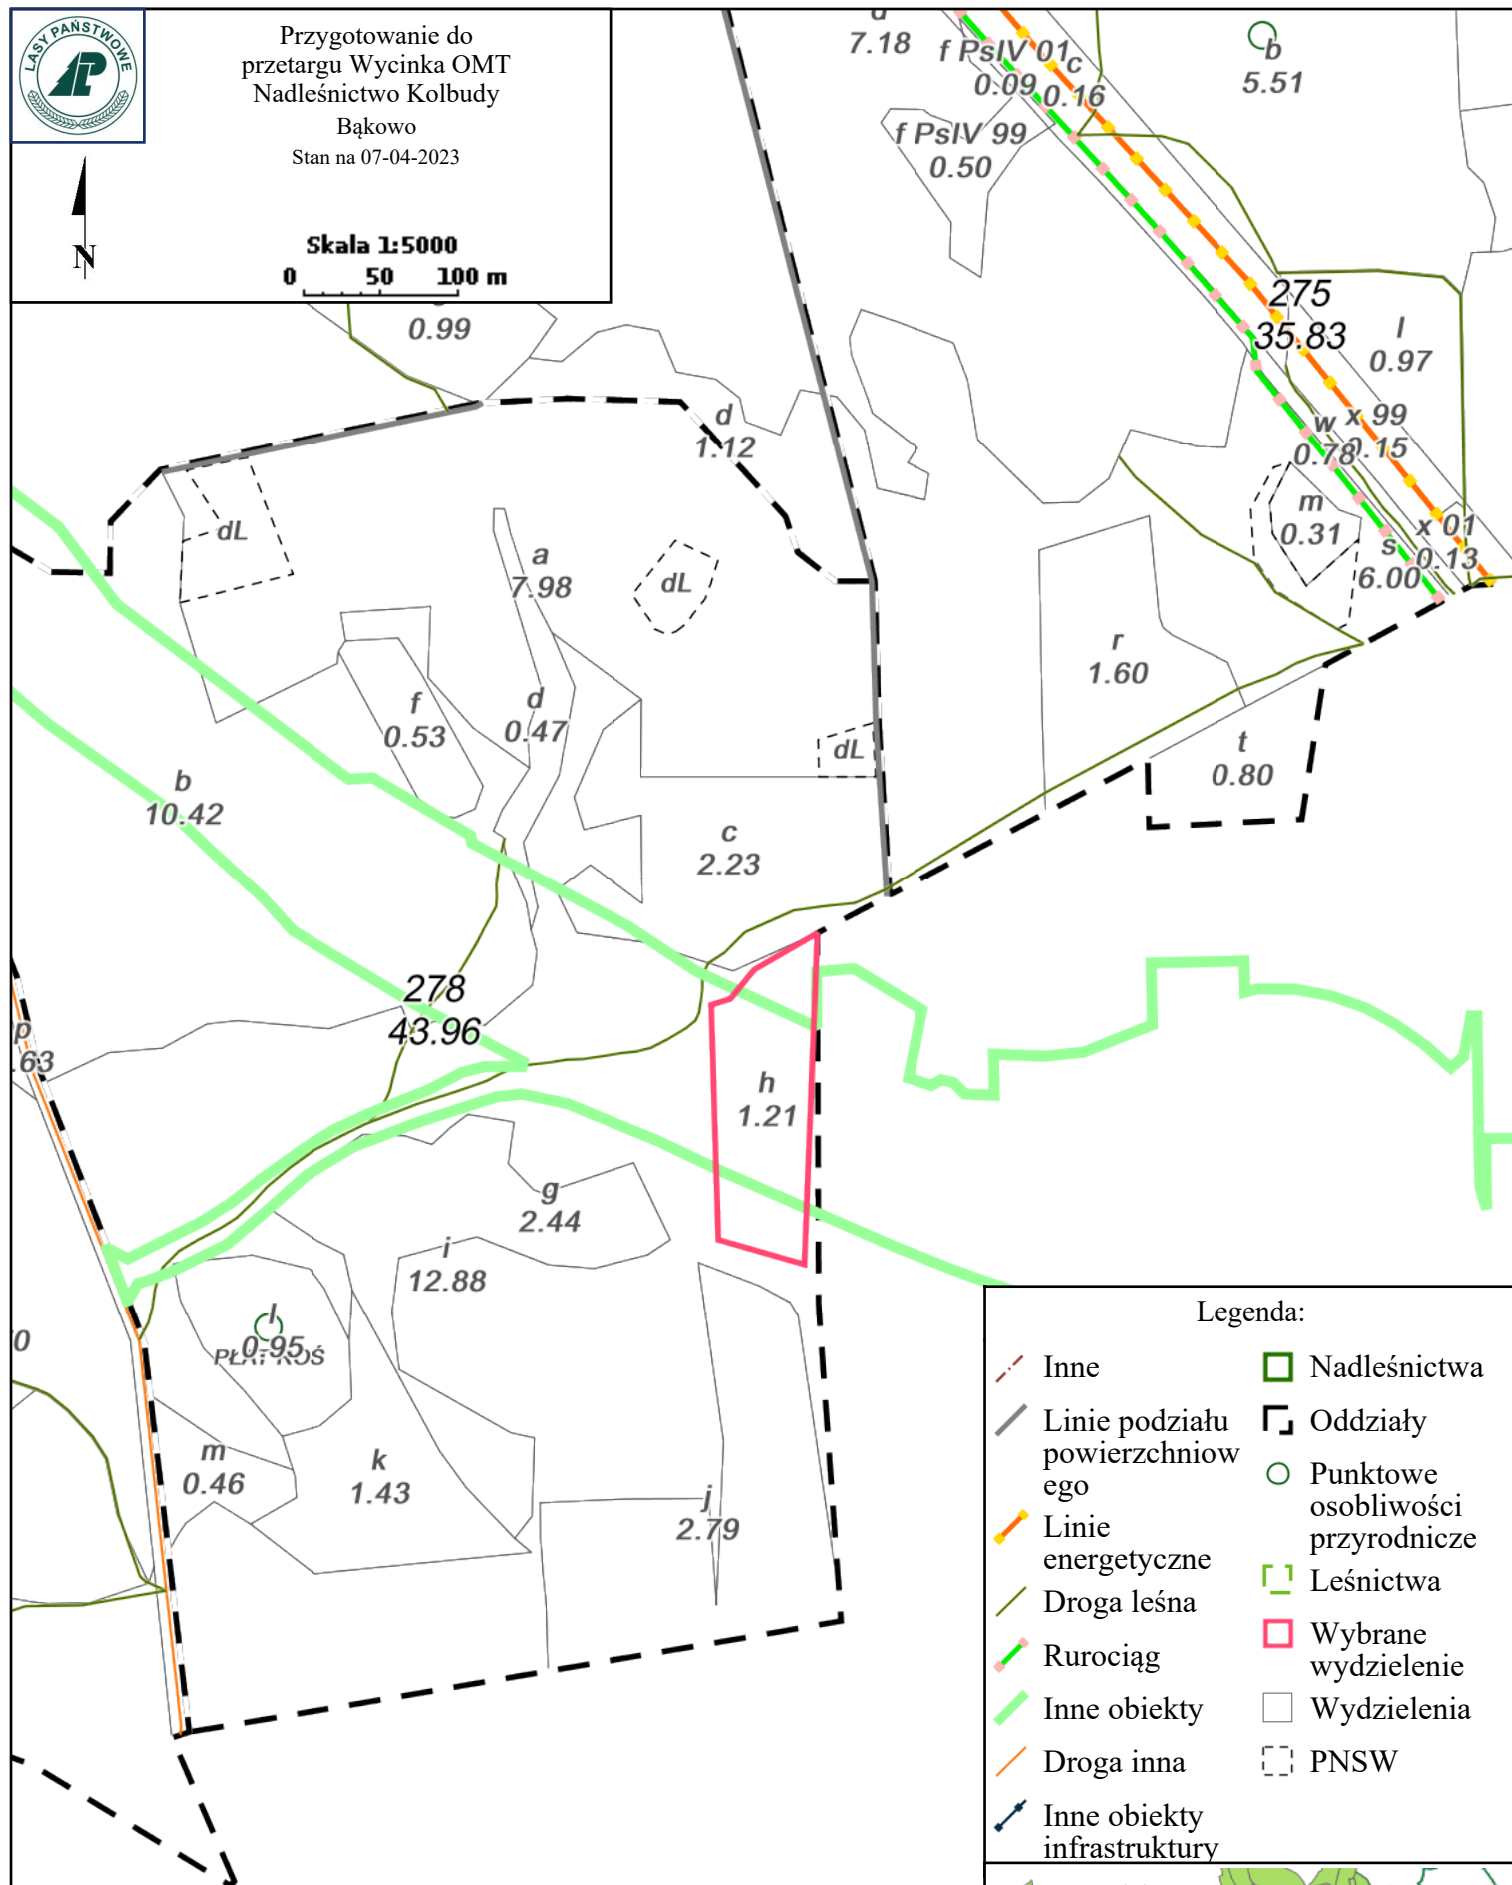 LASY PAŃSTWOWE
Przygotowanie do
przetargu Wycinka OMT
Nadleśnictwo Kolbudy
Bąkowo
Stan na 07-04-2023
N
Skala 1:5000
0 50 100 m
7.18
f PsIV 01
0.09
c
0.16
b
5.51
f PsIV 99
0.50
275
35.83
l
0.97
0.99
d
1.12
w
0.78
x 99
0.15
m
0.31
x 01
0.13
s
6.00
dL
a
7.98
dL
r
1.60
f
0.53
d
0.47
dL
t
0.80
b
10.42
c
2.23
278
43.96
p
.63
h
1.21
g
2.44
i
12.88
l
0.95
0
m
0.46
k
1.43
j
2.79
Legenda:
Inne
Linie podziału
powierzchniow
ego
Linie
energetyczne
Droga leśna
Rurociąg
Inne obiekty
Droga inna
Inne obiekty
infrastruktury
Nadleśnictwa
Oddziały
Punktowe
osobliwości
przyrodnicze
Leśnictwa
Wybrane
wydzielenie
Wydzielenia
PNSW